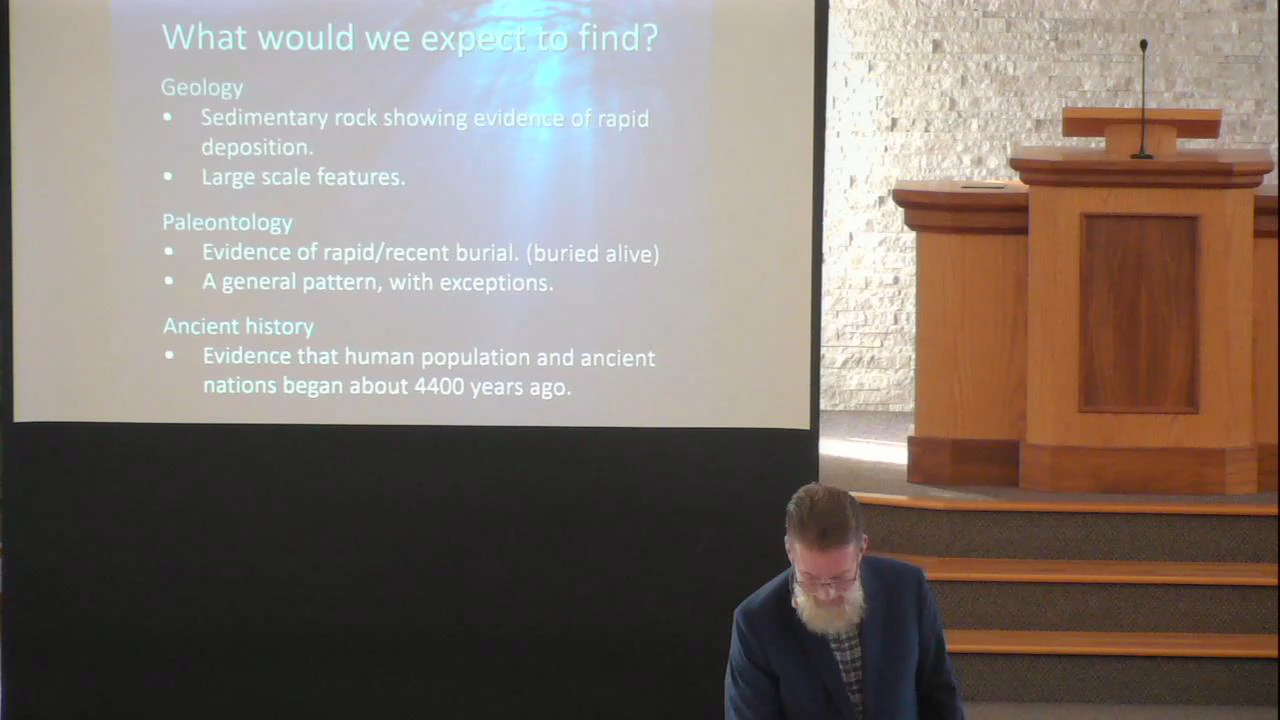 What would we expect to find?
Geology
• Sedimentary rock showing evidence of rapid
deposition.
• Large scale features.
Paleontology
• Evidence of rapid/recent burial. (buried alive)
• A general pattern, with exceptions.
Ancient history
• Evidence that human population and ancient
nations began about 4400 years ago.